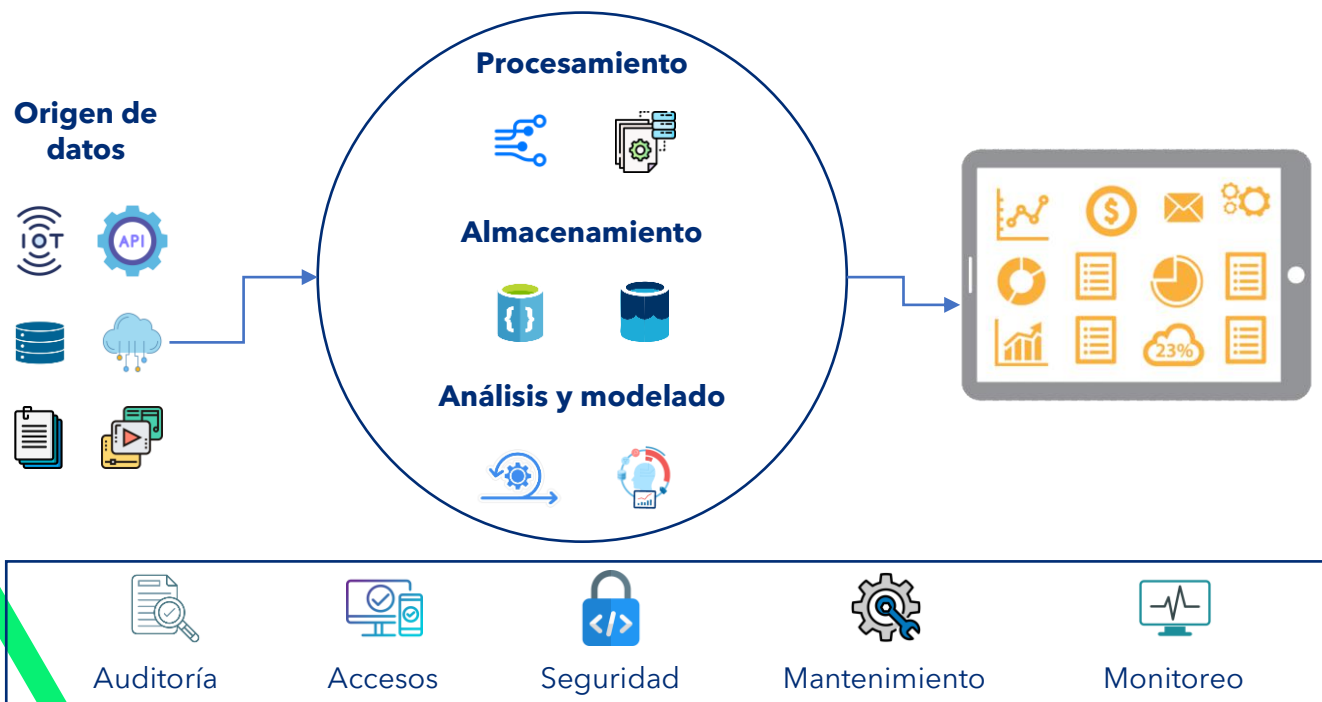 Procesamiento
Origen de
datos
IOT
API
Almacenamiento
{ }
$
Análisis y modelado
23%
</>
Auditoría
Accesos
Seguridad
Mantenimiento
Monitoreo